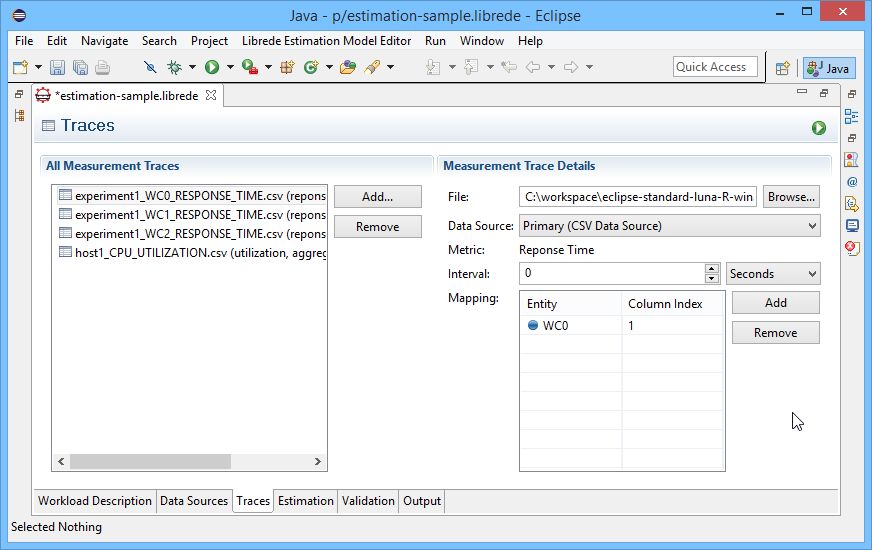 Java - p/estimation-sample.librede - Eclipse
File Edit Navigate Search Project Librede Estimation Model Editor Run Window Help
Quick Access
Java
*estimation-sample.librede
Traces
All Measurement Traces
experiment1_WC0_RESPONSE_TIME.csv (repons
experiment1_WC1_RESPONSE_TIME.csv (repons
experiment1_WC2_RESPONSE_TIME.csv (repons
host1_CPU_UTILIZATION.csv (utilization, aggreg
Add...
Remove
Measurement Trace Details
File: C:\workspace\eclipse-standard-luna-R-win Browse...
Data Source: Primary (CSV Data Source)
Metric: Reponse Time
Interval: 0 Seconds
Mapping: Entity Column Index Add
WC0 1 Remove
Workload Description Data Sources Traces Estimation Validation Output
Selected Nothing